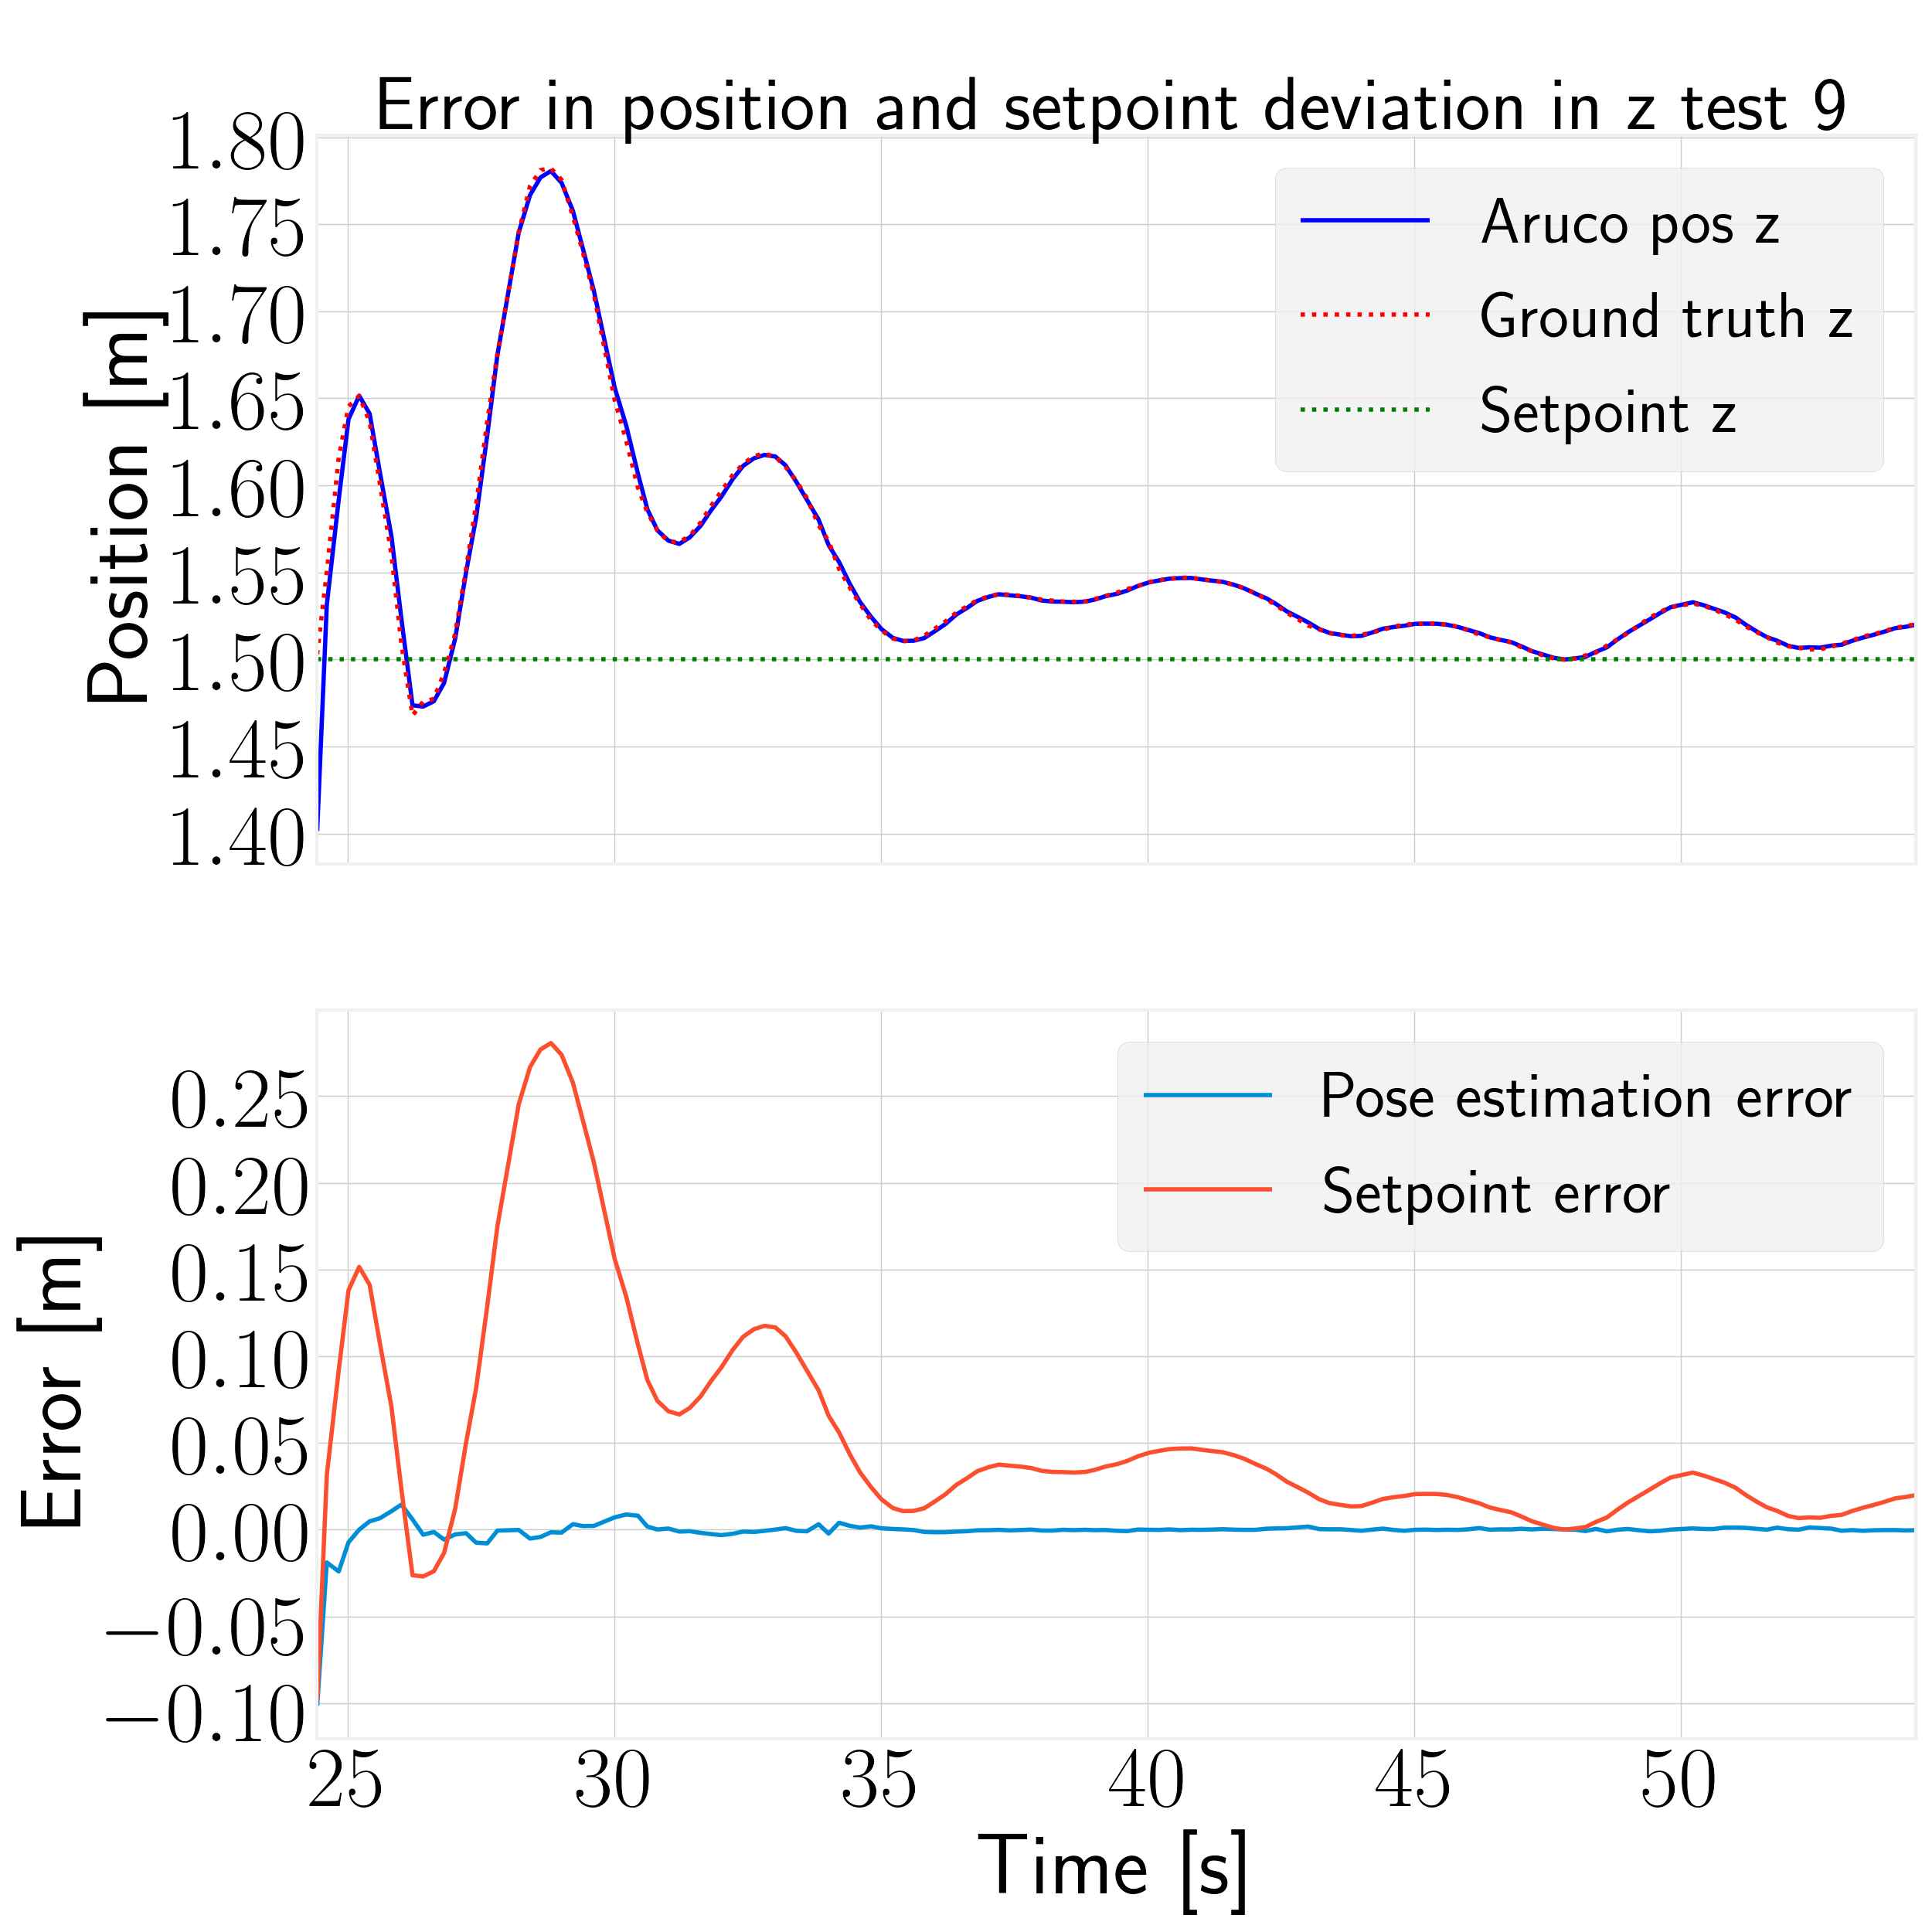 Error in position and setpoint deviation in z test 9
Position [m]
1.80
1.75
1.70
1.65
1.60
1.55
1.50
1.45
1.40
Aruco pos z
Ground truth z
Setpoint z
Error [m]
0.25
0.20
0.15
0.10
0.05
0.00
−0.05
−0.10
Pose estimation error
Setpoint error
25 30 35 40 45 50
Time [s]